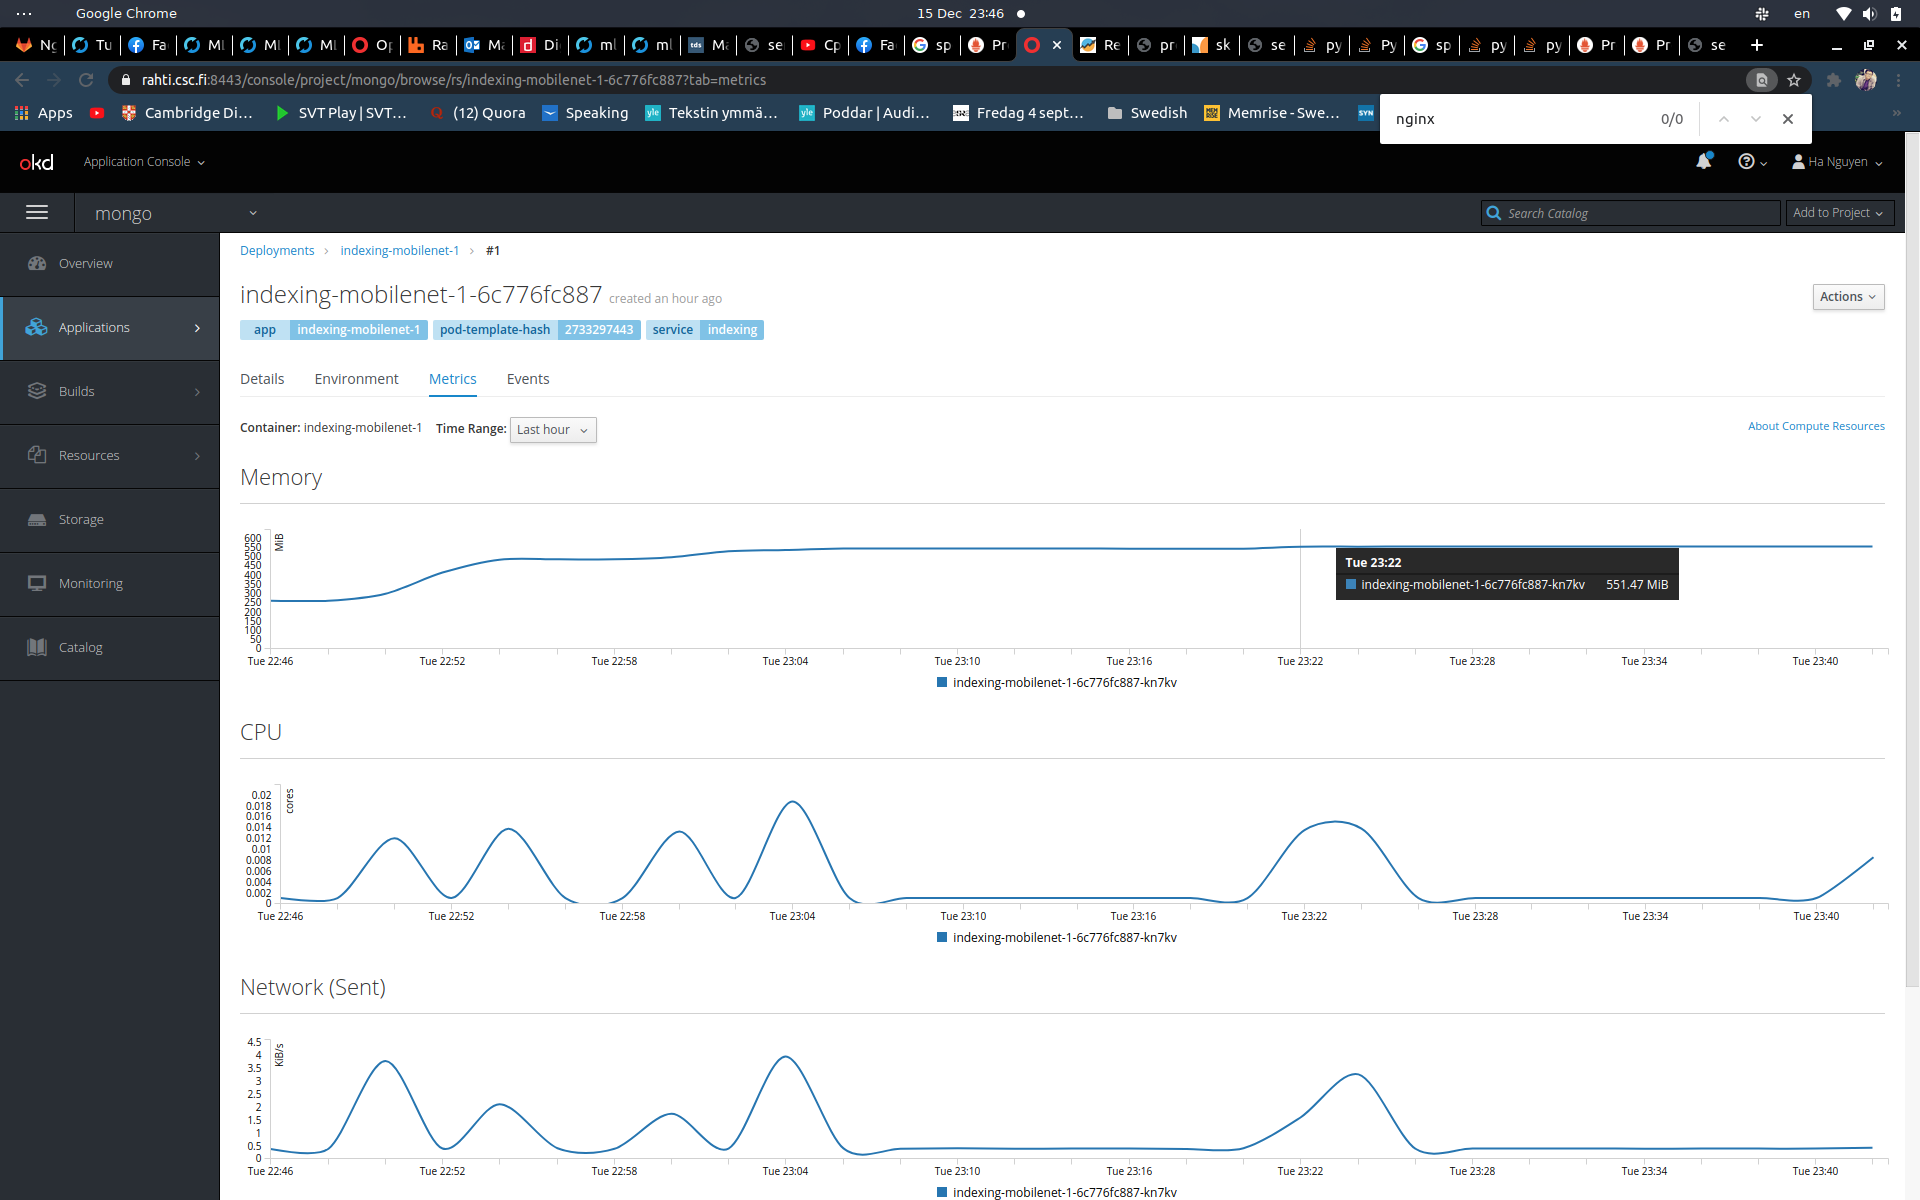 Google Chrome
15 Dec 23:46
en
Ng
Tu
Fa
ML
ML
ML
Op
Ra
Ma
Di
ml
ml
Ma
se
Cp
Fa
sp
Pr
Re
pr
sk
se
py
Py
sp
py
py
Pr
Pr
se
rahti.csc.fi:8443/console/project/mongo/browse/rs/indexing-mobilenet-1-6c776fc887?tab=metrics
Apps
Cambridge Di...
SVT Play | SVT...
(12) Quora
Speaking
Tekstin ymmä...
Poddar | Audi...
Fredag 4 sept...
Swedish
Memrise - Swe...
SYN
nginx
0/0
okd
Application Console
Ha Nguyen
mongo
Search Catalog
Add to Project
Overview
Applications
Builds
Resources
Storage
Monitoring
Catalog
Deployments
indexing-mobilenet-1
#1
indexing-mobilenet-1-6c776fc887 created an hour ago
Actions
app indexing-mobilenet-1 pod-template-hash 2733297443 service indexing
Details
Environment
Metrics
Events
Container: indexing-mobilenet-1 Time Range: Last hour
About Compute Resources
Memory
600
550
500
450
400
350
300
250
200
150
100
50
0
MiB
Tue 23:22
indexing-mobilenet-1-6c776fc887-kn7kv 551.47 MiB
Tue 22:46
Tue 22:52
Tue 22:58
Tue 23:04
Tue 23:10
Tue 23:16
Tue 23:22
Tue 23:28
Tue 23:34
Tue 23:40
indexing-mobilenet-1-6c776fc887-kn7kv
CPU
0.02
0.018
0.016
0.014
0.012
0.01
0.008
0.006
0.004
0.002
0
cores
Tue 22:46
Tue 22:52
Tue 22:58
Tue 23:04
Tue 23:10
Tue 23:16
Tue 23:22
Tue 23:28
Tue 23:34
Tue 23:40
indexing-mobilenet-1-6c776fc887-kn7kv
Network (Sent)
4.5
4
3.5
3
2.5
2
1.5
1
0.5
0
KiB/s
Tue 22:46
Tue 22:52
Tue 22:58
Tue 23:04
Tue 23:10
Tue 23:16
Tue 23:22
Tue 23:28
Tue 23:34
Tue 23:40
indexing-mobilenet-1-6c776fc887-kn7kv